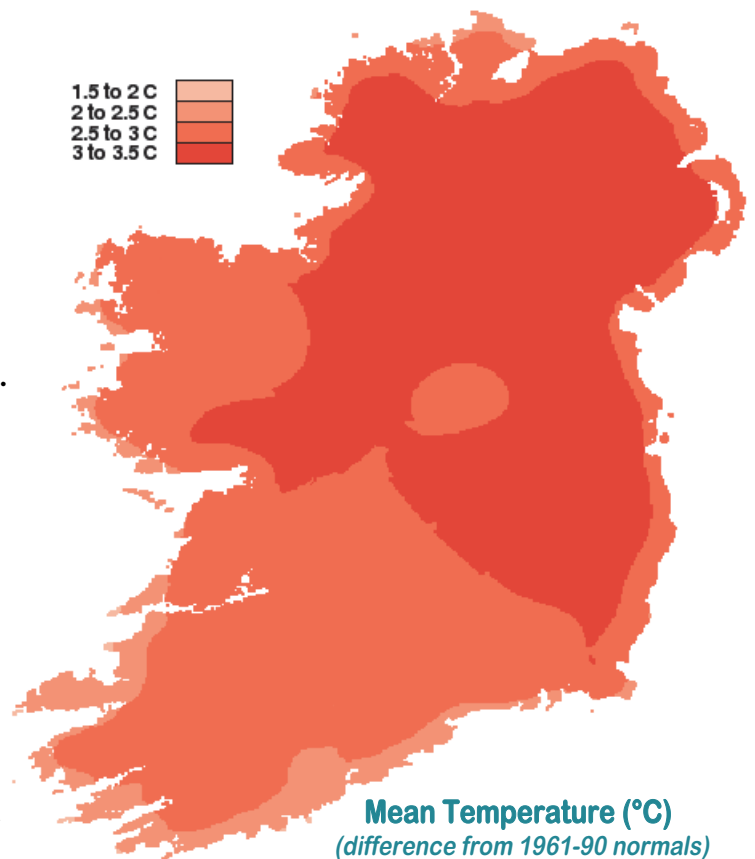 1.5 to 2 C
2 to 2.5 C
2.5 to 3 C
3 to 3.5 C
.
Mean Temperature (°C)
(difference from 1961-90 normals)